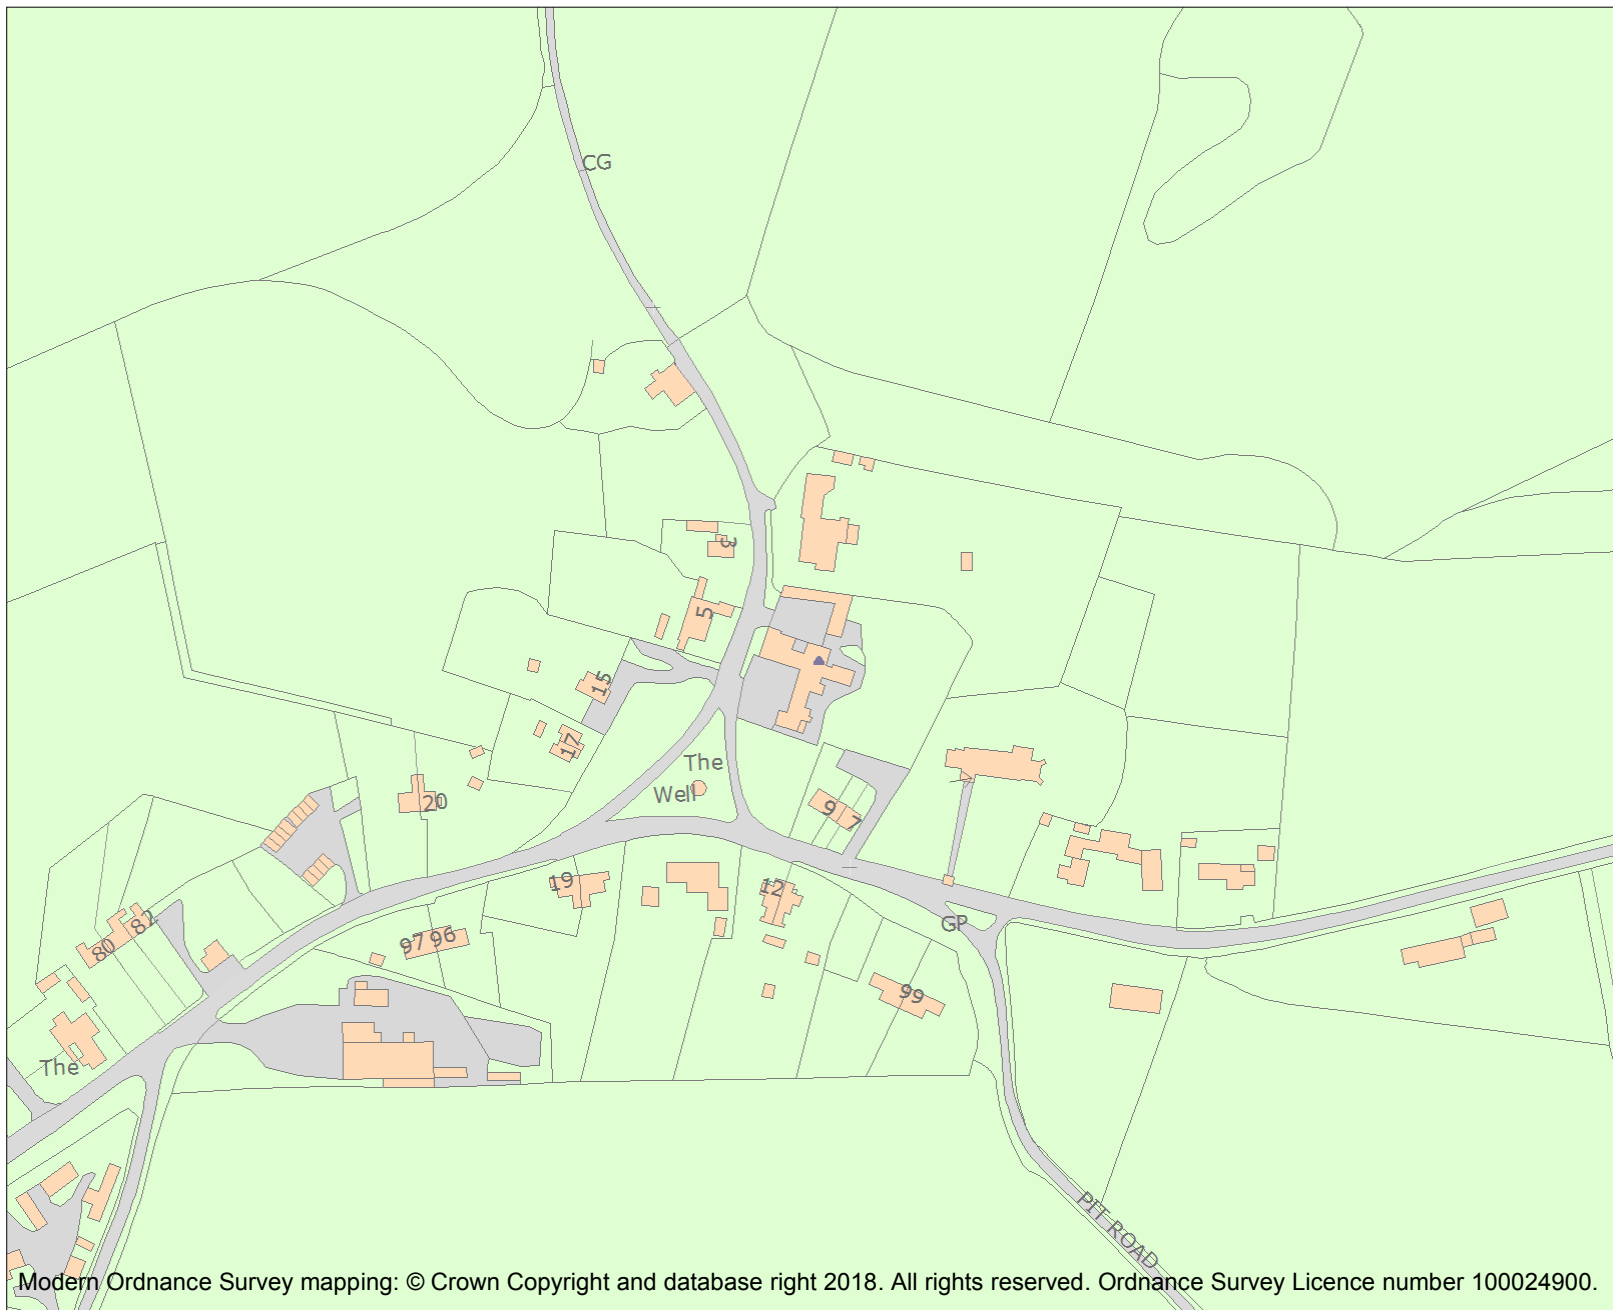 CG
3
5
15
17
The
Well
20
9
7
19
12
82
80
97 96
GP
99
The
PIT ROAD
Modern Ordnance Survey mapping: © Crown Copyright and database right 2018. All rights reserved. Ordnance Survey Licence number 100024900.